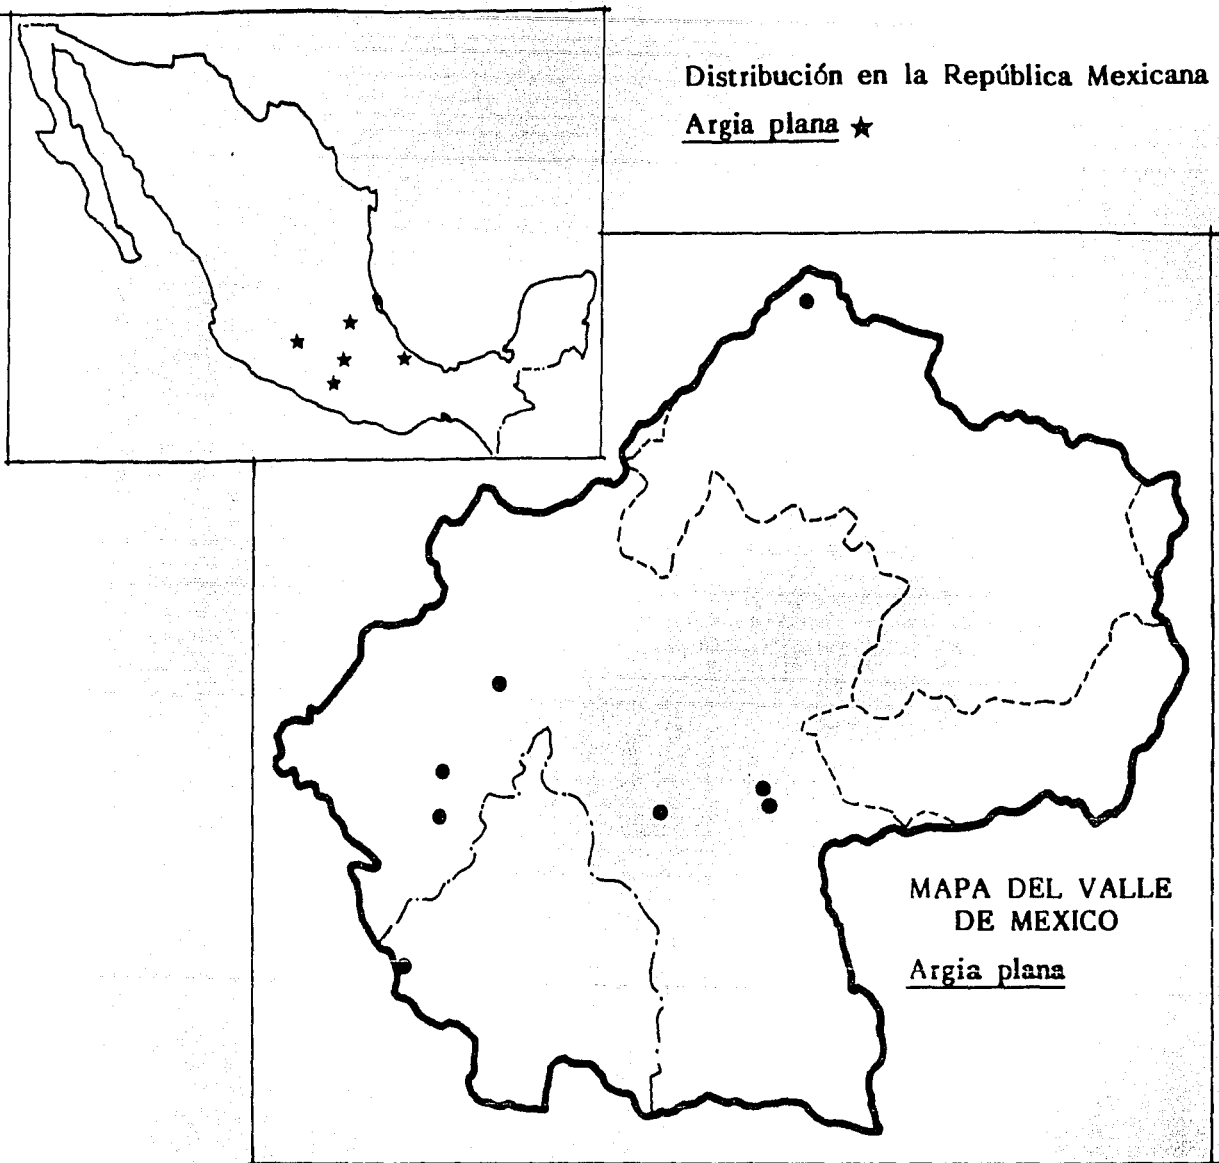 Distribución en la República Mexicana
Argia plana ★
MAPA DEL VALLE
DE MEXICO
Argia plana